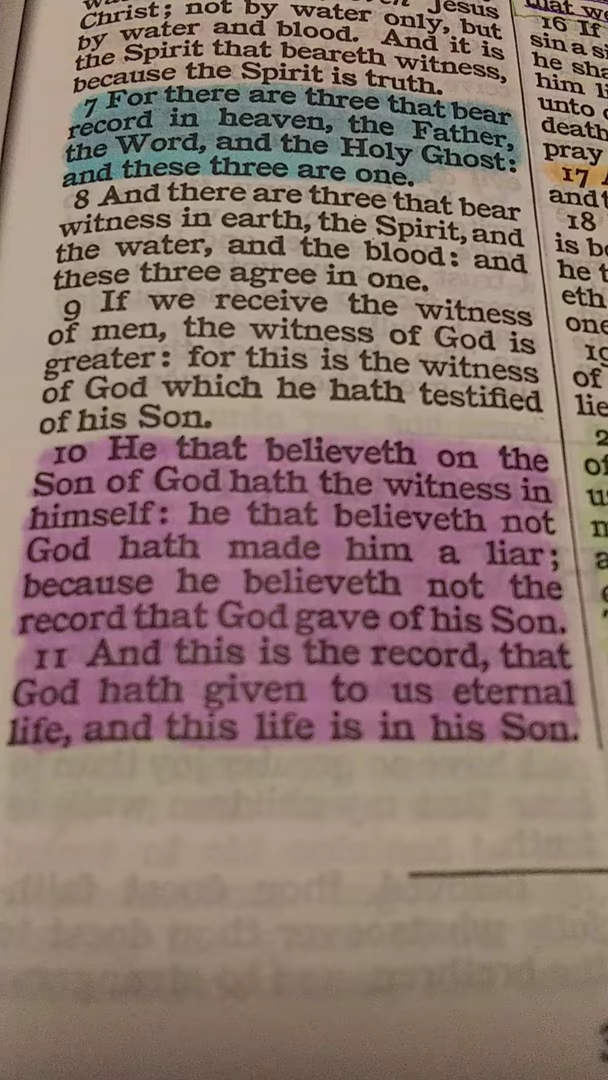 Jesus
Christ; not by water only, but
by water and blood. And it is
the Spirit that beareth witness,
because the Spirit is truth.
7 For there are three that bear
record in heaven, the Father,
the Word, and the Holy Ghost:
and these three are one.
8 And there are three that bear
witness in earth, the Spirit, and
the water, and the blood: and
these three agree in one.
9 If we receive the witness
of men, the witness of God is
greater: for this is the witness
of God which he hath testified
of his Son.
10 He that believeth on the
Son of God hath the witness in
himself: he that believeth not
God hath made him a liar;
because he believeth not the
record that God gave of his Son.
11 And this is the record, that
God hath given to us eternal
life, and this life is in his Son.
16 If
sin a
he
him
unto
death
pray
17
and
18
is
he
eth
of
lie